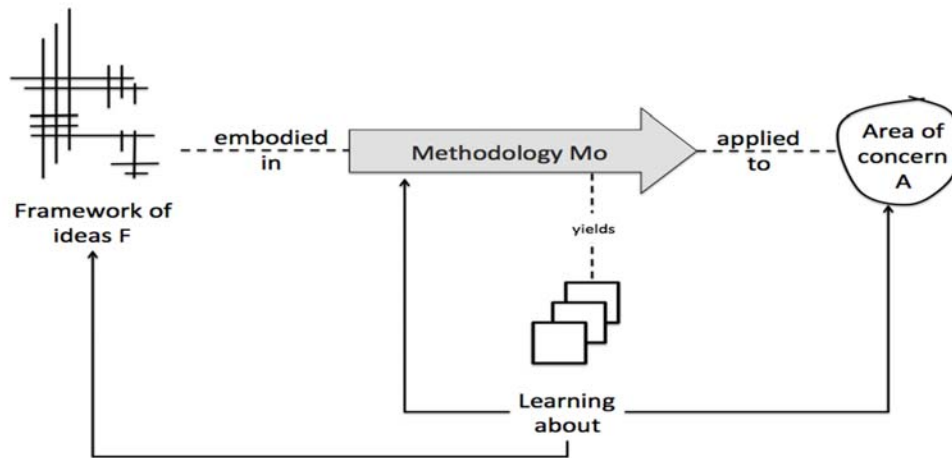 embodied
in
Methodology Mo
applied
to
Area of
concern
A
Framework of
ideas F
yields
Learning
about